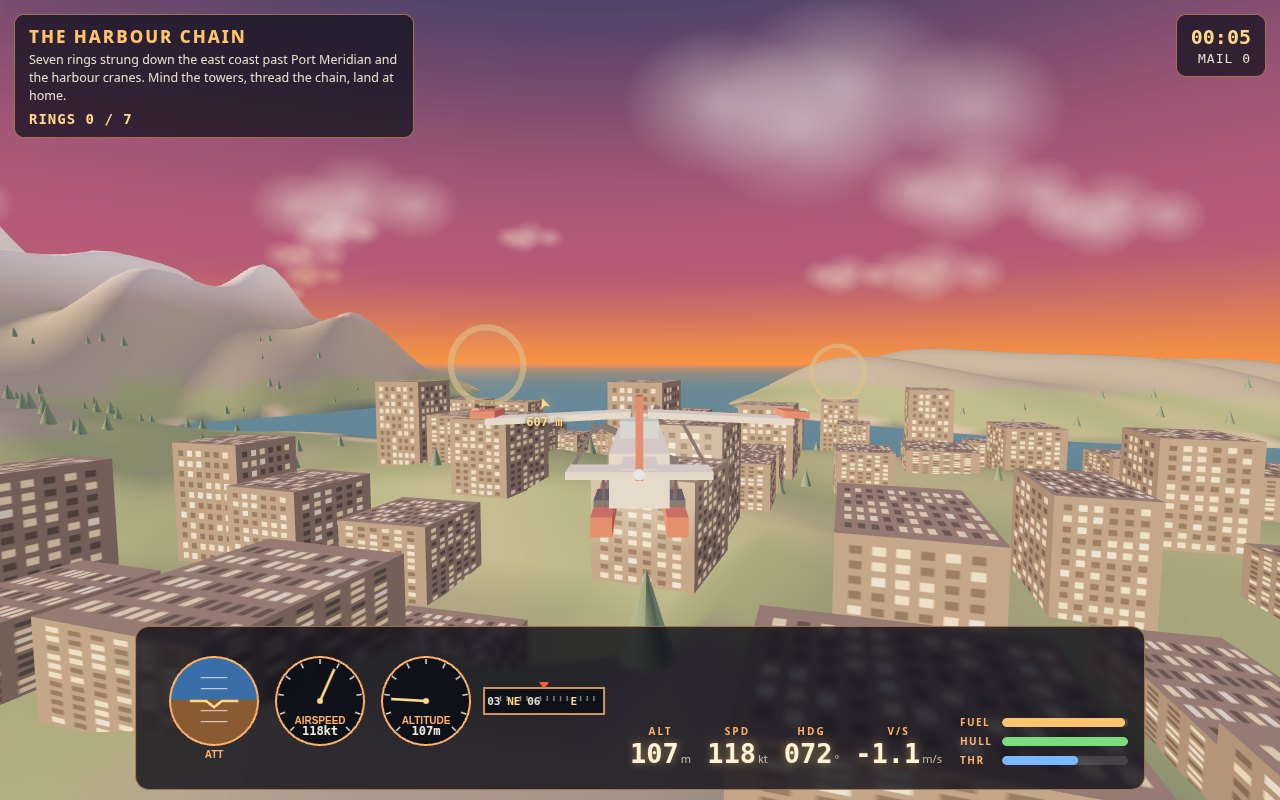 THE HARBOUR CHAIN
Seven rings strung down the east coast past Port Meridian and
the harbour cranes. Mind the towers, thread the chain, land at
home.
RINGS 0 / 7
00:05
MAIL 0
607 m
AIRSPEED
118kt
ALTITUDE
107m
ATT
03 NE 06 E
ALT
107 m
SPD
118 kt
HDG
072°
V/S
-1.1 m/s
FUEL
HULL
THR